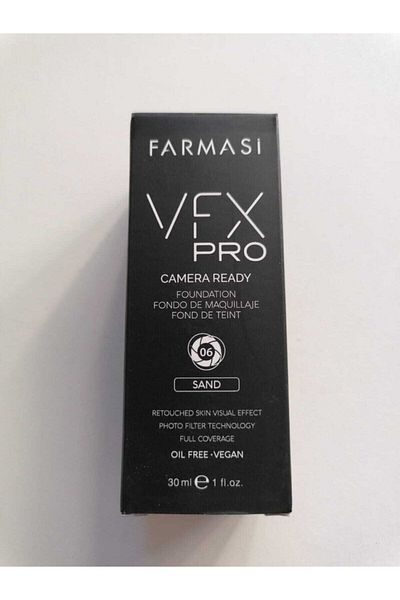 FARMASi
VFX
PRO
CAMERA READY
FOUNDATION
FONDO DE MAQUILLAJE
FOND DE TEINT
06
SAND
RETOUCHED SKIN VISUAL EFFECT
PHOTO FILTER TECHNOLOGY
FULL COVERAGE
OIL FREE • VEGAN
30 ml ℮ 1 fl.oz.